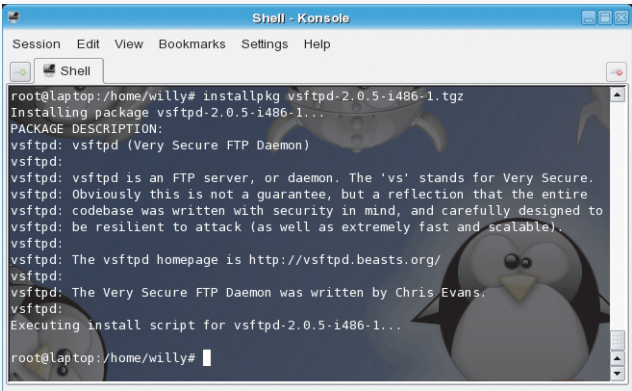 Shell - Konsole
Session Edit View Bookmarks Settings Help
Shell
root@laptop:/home/willy# installpkg vsftpd-2.0.5-i486-1.tgz
Installing package vsftpd-2.0.5-i486-1...
PACKAGE DESCRIPTION:
vsftpd: vsftpd (Very Secure FTP Daemon)
vsftpd:
vsftpd: vsftpd is an FTP server, or daemon. The 'vs' stands for Very Secure.
vsftpd: Obviously this is not a guarantee, but a reflection that the entire
vsftpd: codebase was written with security in mind, and carefully designed to
vsftpd: be resilient to attack (as well as extremely fast and scalable).
vsftpd:
vsftpd: The vsftpd homepage is http://vsftpd.beasts.org/
vsftpd:
vsftpd: The Very Secure FTP Daemon was written by Chris Evans.
vsftpd:
Executing install script for vsftpd-2.0.5-i486-1...
root@laptop:/home/willy#